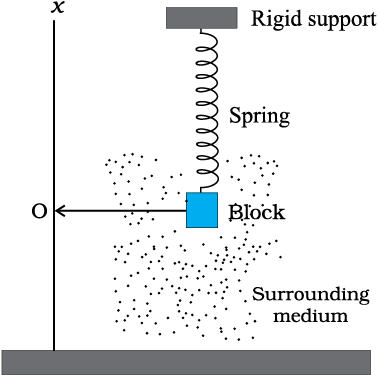 x
Rigid support
Spring
O
Block
Surrounding
medium